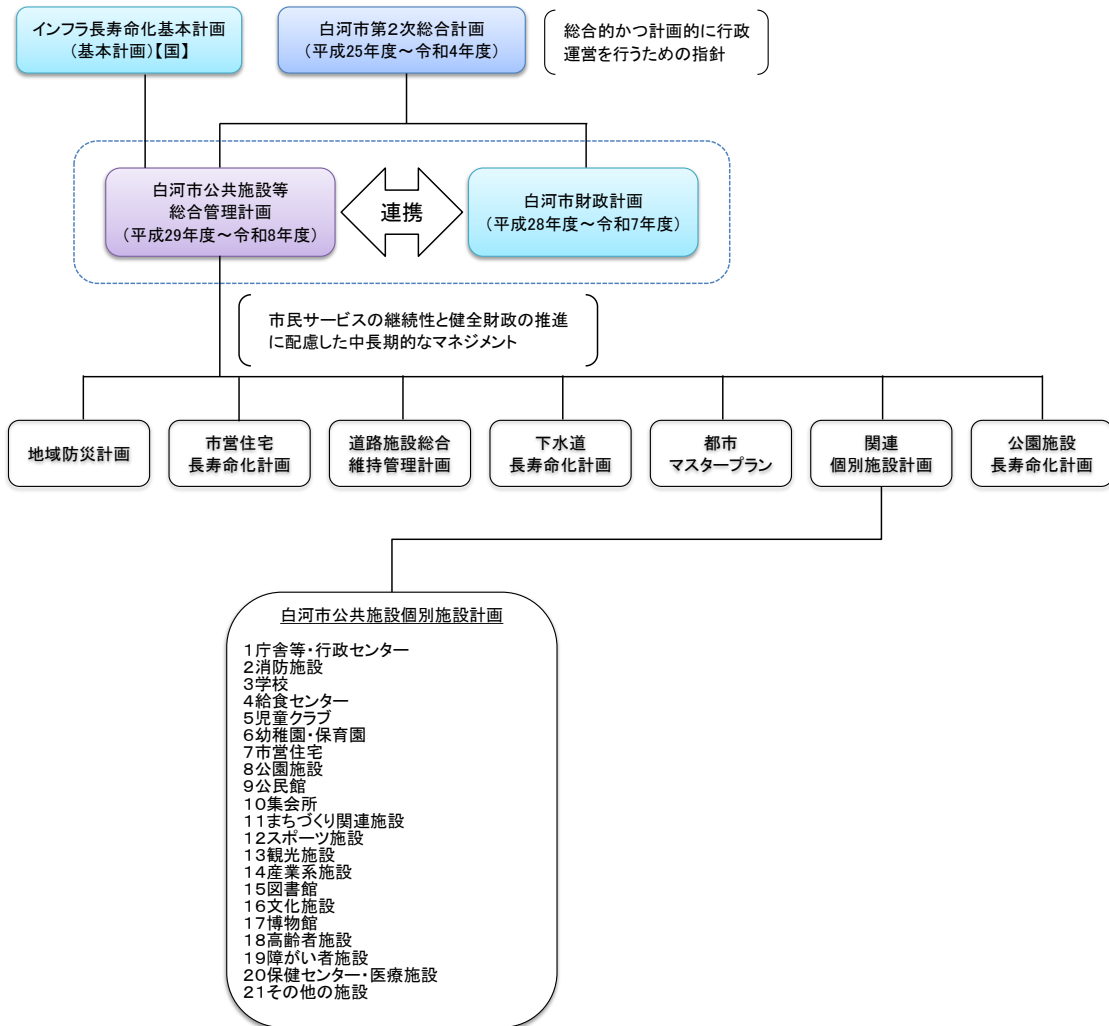 インフラ長寿命化基本計画
(基本計画)【国】
白河市第2次総合計画
(平成25年度～令和4年度)
総合的かつ計画的に行政
運営を行うための指針
白河市公共施設等
総合管理計画
(平成29年度～令和8年度)
連携
白河市財政計画
(平成28年度～令和7年度)
市民サービスの継続性と健全財政の推進
に配慮した中長期的なマネジメント
地域防災計画
市営住宅
長寿命化計画
道路施設総合
維持管理計画
下水道
長寿命化計画
都市
マスタープラン
関連
個別施設計画
公園施設
長寿命化計画
白河市公共施設個別施設計画
1庁舎等・行政センター
2消防施設
3学校
4給食センター
5児童クラブ
6幼稚園・保育園
7市営住宅
8公園施設
9公民館
10集会所
11まちづくり関連施設
12スポーツ施設
13観光施設
14産業系施設
15図書館
16文化施設
17博物館
18高齢者施設
19障がい者施設
20保健センター・医療施設
21その他の施設